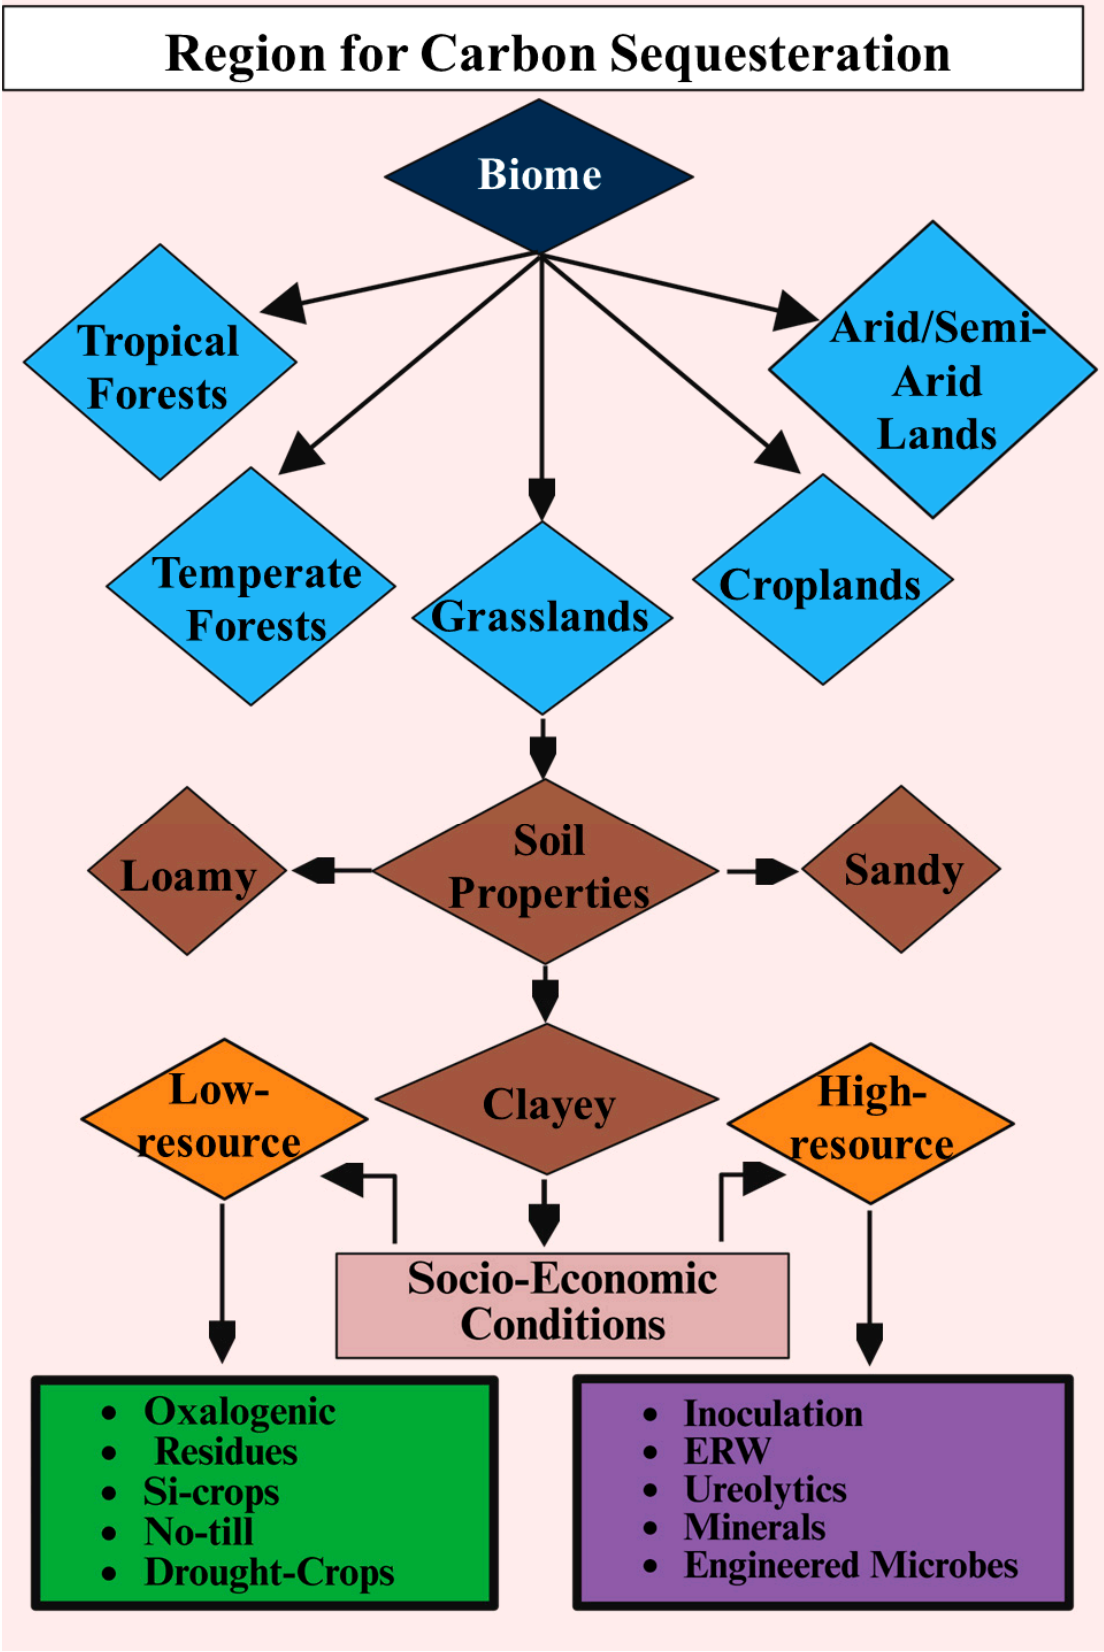 Region for Carbon Sequesteration
Biome
Tropical
Forests
Arid/Semi-
Arid
Lands
Temperate
Forests
Grasslands
Croplands
Loamy
Soil
Properties
Sandy
Low-
resource
Clayey
High-
resource
Socio-Economic
Conditions
• Oxalogenic
• Residues
• Si-crops
• No-till
• Drought-Crops
• Inoculation
• ERW
• Ureolytics
• Minerals
• Engineered Microbes